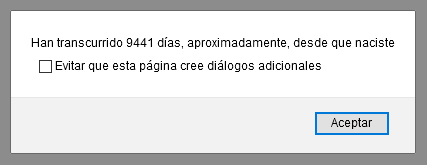 Han transcurrido 9441 días, aproximadamente, desde que naciste
Evitar que esta página cree diálogos adicionales
Aceptar